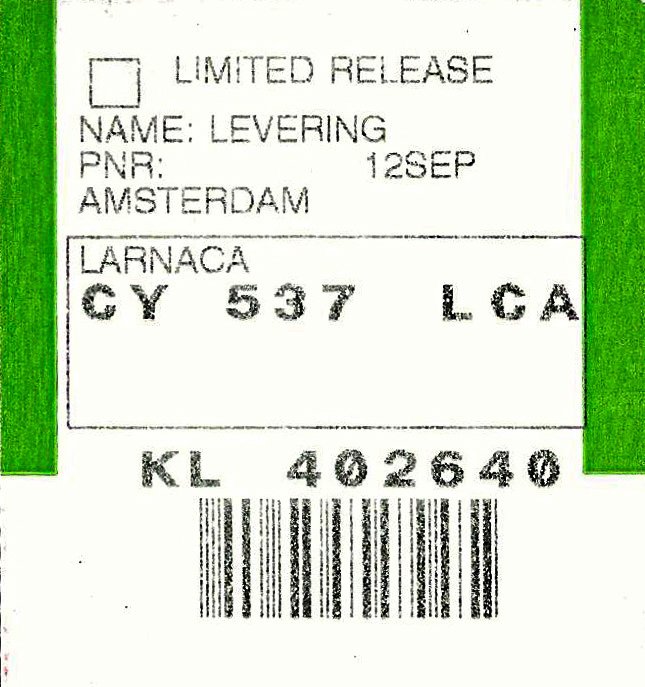 LIMITED RELEASE
NAME: LEVERING
PNR: 12SEP
AMSTERDAM
LARNACA
CY 537 LCA
KL 402640